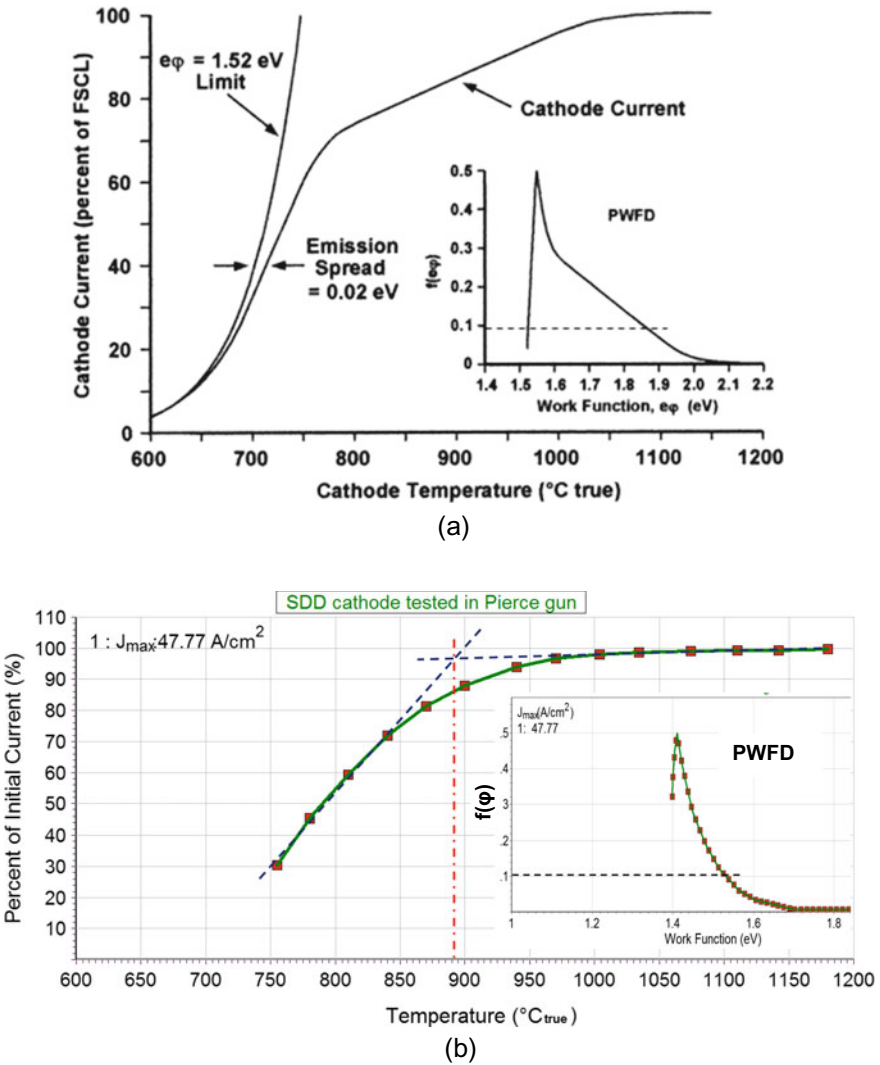 100
80
60
40
20
0
Cathode Current (percent of FSCL)
eφ = 1.52 eV
Limit
Cathode Current
Emission
Spread
= 0.02 eV
0.5
0.4
0.3
0.2
0.1
0
f(eφ)
PWFD
1.4 1.5 1.6 1.7 1.8 1.9 2.0 2.1 2.2
Work Function, eφ (eV)
600 700 800 900 1000 1100 1200
Cathode Temperature (°C true)
(a)
SDD cathode tested in Pierce gun
110
100
90
80
70
60
50
40
30
20
10
Percent of Initial Current (%)
1 : Jmax:47.77 A/cm2
Jmax(A/cm2)
1: 47.77
PWFD
.5
.4
.3
.2
.1
f(φ)
1 1.2 1.4 1.6 1.8
Work Function (eV)
600 650 700 750 800 850 900 950 1000 1050 1100 1150 1200
Temperature (°Ctrue)
(b)